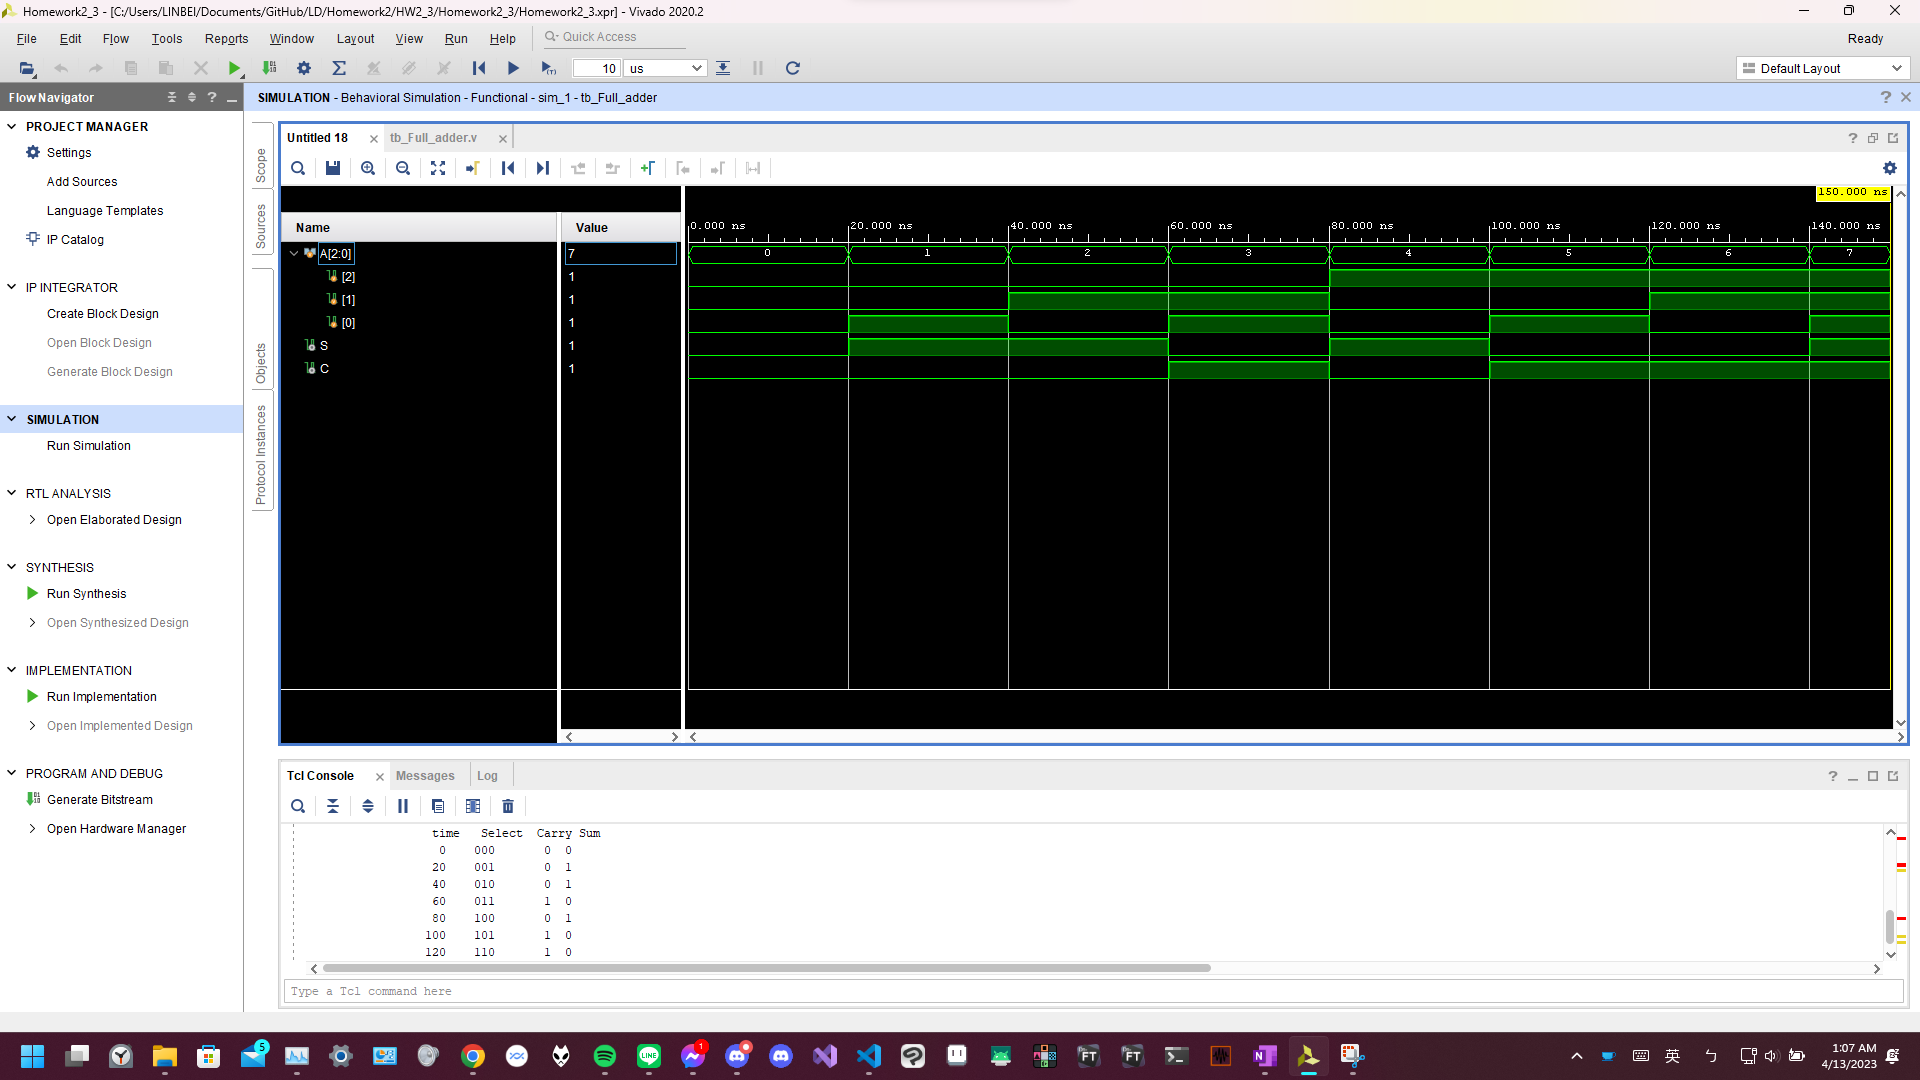 Homework2_3 - [C:/Users/LINBEI/Documents/GitHub/LD/Homework2/HW2_3/Homework2_3/Homework2_3.xpr] - Vivado 2020.2
File Edit Flow Tools Reports Window Layout View Run Help Quick Access Ready
10 us Default Layout
Flow Navigator
SIMULATION - Behavioral Simulation - Functional - sim_1 - tb_Full_adder
PROJECT MANAGER
Settings
Add Sources
Language Templates
IP Catalog
IP INTEGRATOR
Create Block Design
Open Block Design
Generate Block Design
SIMULATION
Run Simulation
RTL ANALYSIS
Open Elaborated Design
SYNTHESIS
Run Synthesis
Open Synthesized Design
IMPLEMENTATION
Run Implementation
Open Implemented Design
PROGRAM AND DEBUG
Generate Bitstream
Open Hardware Manager
Scope
Sources
Objects
Protocol Instances
Untitled 18 tb_Full_adder.v
150.000 ns
Name Value
0.000 ns 20.000 ns 40.000 ns 60.000 ns 80.000 ns 100.000 ns 120.000 ns 140.000 ns
A[2:0] 7 0 1 2 3 4 5 6 7
[2] 1
[1] 1
[0] 1
S 1
C 1
Tcl Console Messages Log
time Select Carry Sum
0 000 0 0
20 001 0 1
40 010 0 1
60 011 1 0
80 100 0 1
100 101 1 0
120 110 1 0
Type a Tcl command here
5
LINE
1
FT
FT
英
ㄅ
1:07 AM
4/13/2023